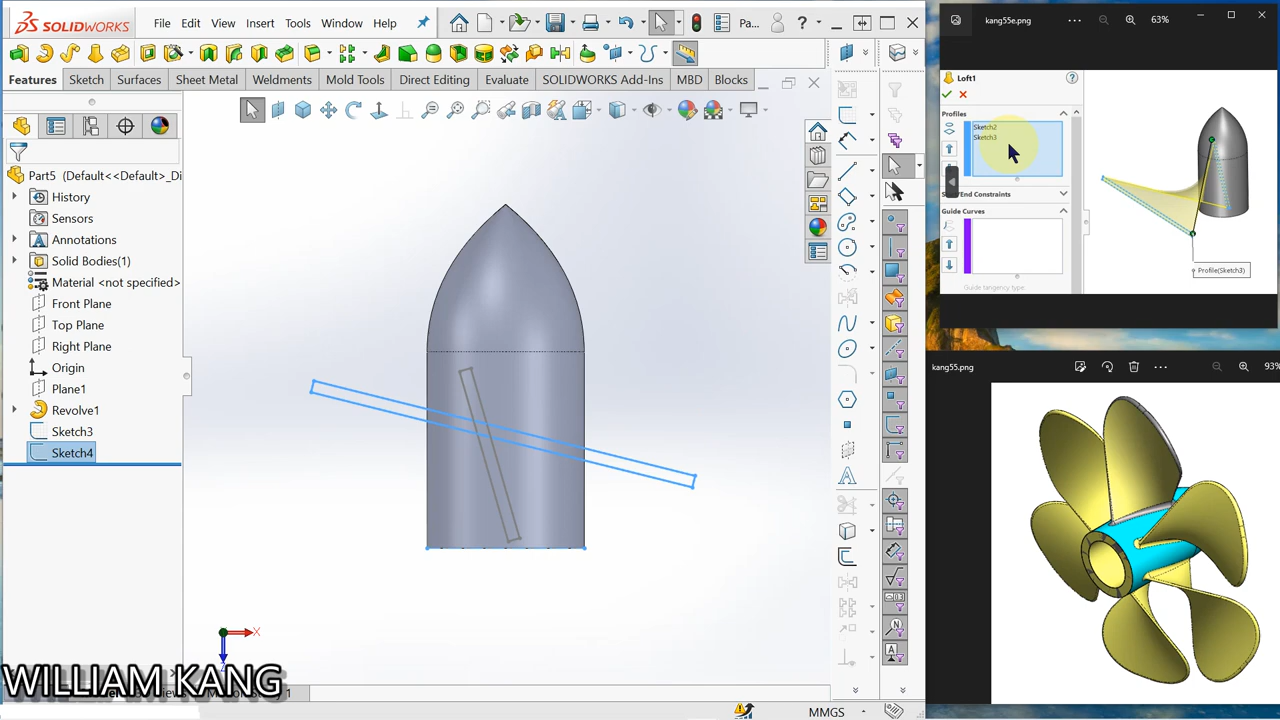 SOLIDWORKS
File
Edit
View
Insert
Tools
Window
Help
Pa...
Features
Sketch
Surfaces
Sheet Metal
Weldments
Mold Tools
Direct Editing
Evaluate
SOLIDWORKS Add-Ins
MBD
Blocks
Part5 (Default<<Default>_Di
History
Sensors
Annotations
Solid Bodies(1)
Material <not specified>
Front Plane
Top Plane
Right Plane
Origin
Plane1
Revolve1
Sketch3
Sketch4
X
WILLIAM KANG
MMGS
kang55e.png
63%
Loft1
Profiles
Sketch2
Sketch3
/End Constraints
Guide Curves
Guide tangency type:
Profile(Sketch3)
kang55.png
93%